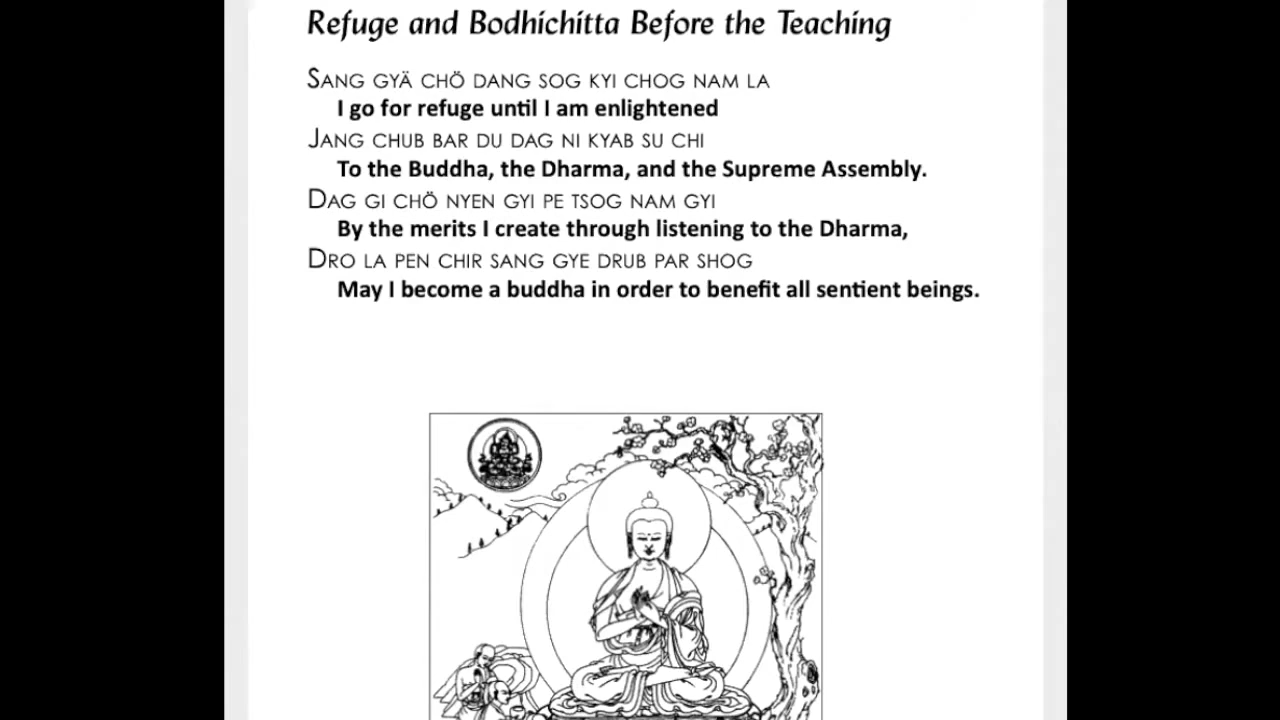 Refuge and Bodhichitta Before the Teaching
SANG GYÄ CHÖ DANG SOG KYI CHOG NAM LA
I go for refuge until I am enlightened
JANG CHUB BAR DU DAG NI KYAB SU CHI
To the Buddha, the Dharma, and the Supreme Assembly.
DAG GI CHÖ NYEN GYI PE TSOG NAM GYI
By the merits I create through listening to the Dharma,
DRO LA PEN CHIR SANG GYE DRUB PAR SHOG
May I become a buddha in order to benefit all sentient beings.